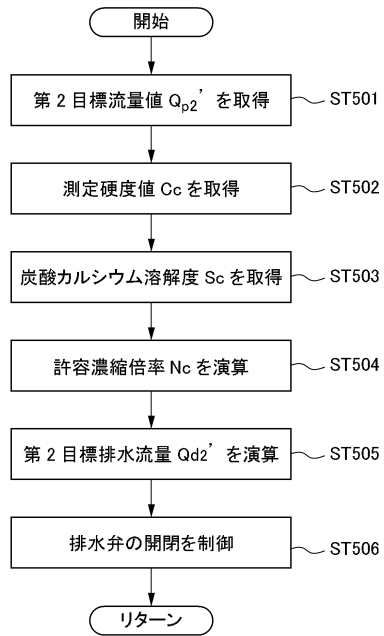 開始
第2目標流量値 Qp2’ を取得
ST501
測定硬度値 Cc を取得
ST502
炭酸カルシウム溶解度 Sc を取得
ST503
許容濃縮倍率 Nc を演算
ST504
第2目標排水流量 Qd2’ を演算
ST505
排水弁の開閉を制御
ST506
リターン